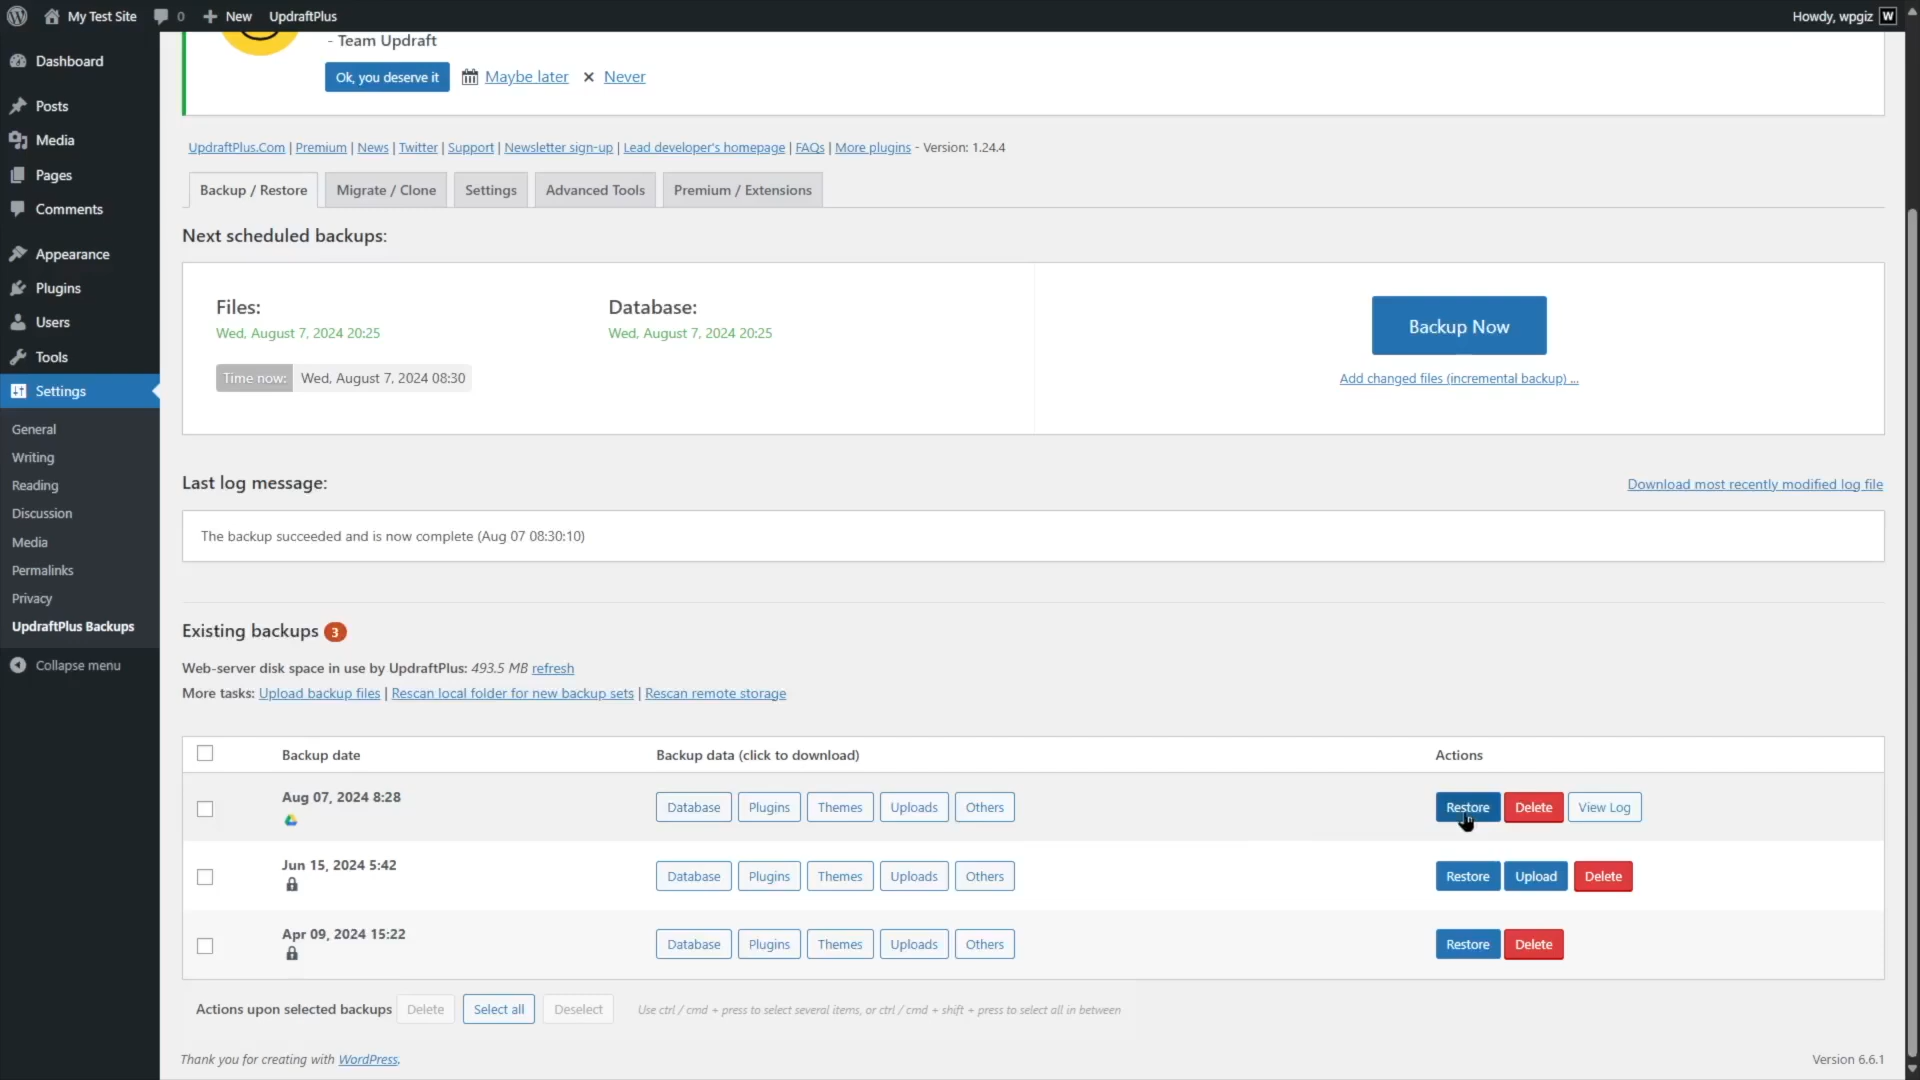 My Test Site 0 New UpdraftPlus Howdy, wpgiz W
Dashboard
Posts
Media
Pages
Comments
Appearance
Plugins
Users
Tools
Settings
General
Writing
Reading
Discussion
Media
Permalinks
Privacy
UpdraftPlus Backups
Collapse menu
- Team Updraft
Ok, you deserve it Maybe later Never
UpdraftPlus.Com | Premium | News | Twitter | Support | Newsletter sign-up | Lead developer's homepage | FAQs | More plugins - Version: 1.24.4
Backup / Restore Migrate / Clone Settings Advanced Tools Premium / Extensions
Next scheduled backups:
Files: Database:
Wed, August 7, 2024 20:25 Wed, August 7, 2024 20:25
Time now: Wed, August 7, 2024 08:30
Backup Now
Add changed files (incremental backup) ...
Last log message: Download most recently modified log file
The backup succeeded and is now complete (Aug 07 08:30:10)
Existing backups 3
Web-server disk space in use by UpdraftPlus: 493.5 MB refresh
More tasks: Upload backup files | Rescan local folder for new backup sets | Rescan remote storage
Backup date Backup data (click to download) Actions
Aug 07, 2024 8:28 Database Plugins Themes Uploads Others Restore Delete View Log
Jun 15, 2024 5:42 Database Plugins Themes Uploads Others Restore Upload Delete
Apr 09, 2024 15:22 Database Plugins Themes Uploads Others Restore Delete
Actions upon selected backups Delete Select all Deselect Use ctrl / cmd + press to select several items, or ctrl / cmd + shift + press to select all in between
Thank you for creating with WordPress. Version 6.6.1